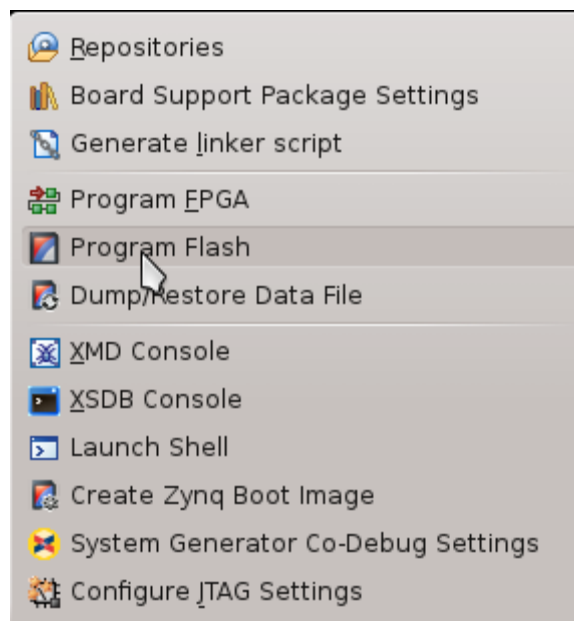 Repositories
Board Support Package Settings
Generate linker script
Program FPGA
Program Flash
Dump/Restore Data File
XMD Console
XSDB Console
Launch Shell
Create Zynq Boot Image
System Generator Co-Debug Settings
Configure JTAG Settings